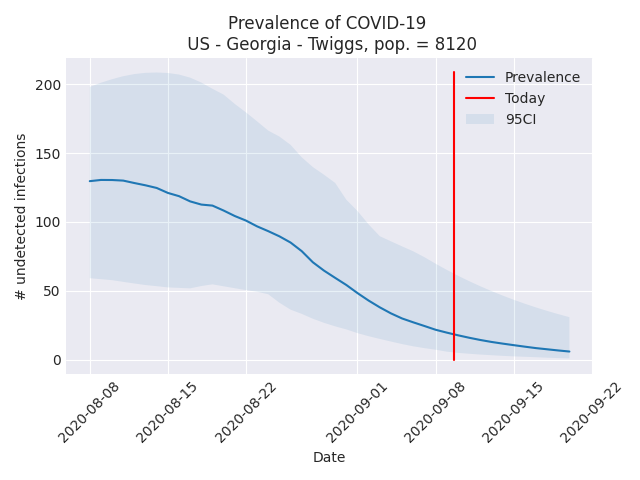 Prevalence of COVID-19
US - Georgia - Twiggs, pop. = 8120
Prevalence
Today
95CI
200
150
100
50
0
# undetected infections
2020-08-08
2020-08-15
2020-08-22
2020-09-01
2020-09-08
2020-09-15
2020-09-22
Date